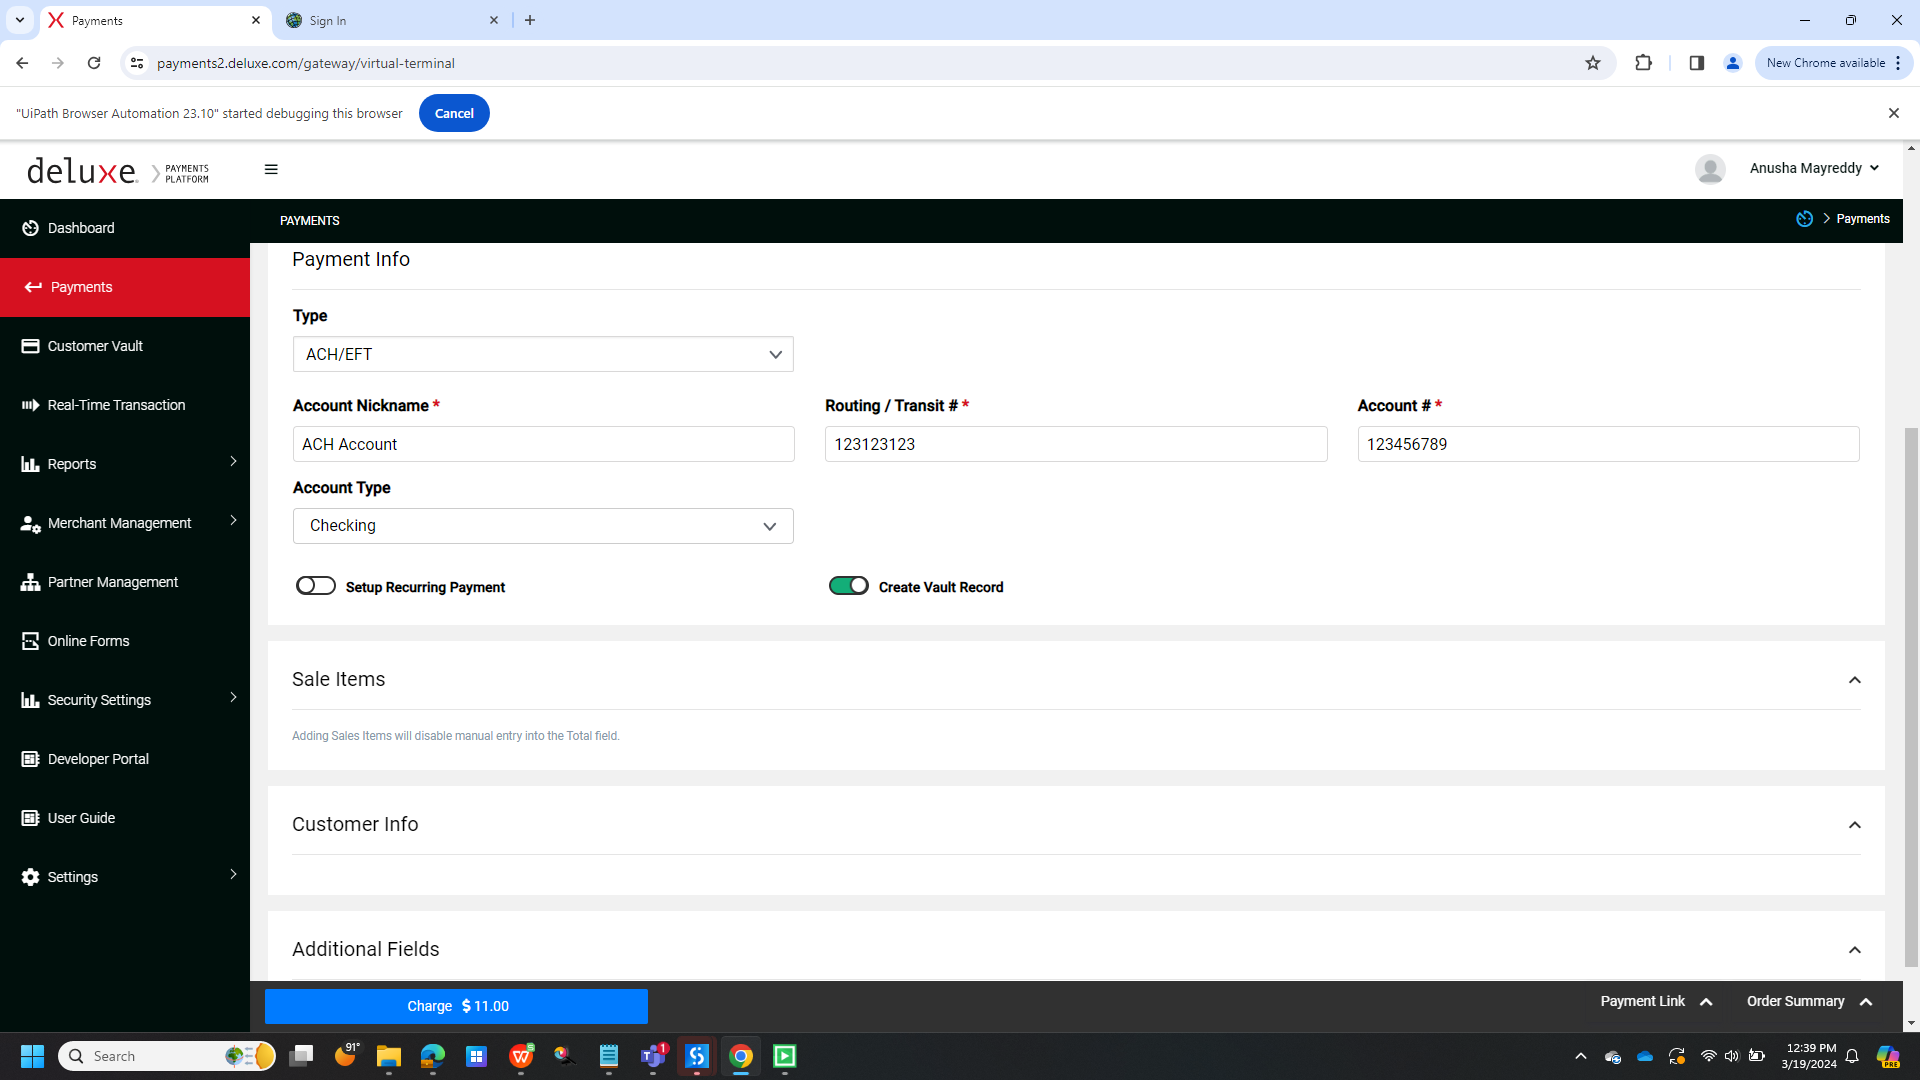 Payments
Sign In
payments2.deluxe.com/gateway/virtual-terminal
New Chrome available
"UiPath Browser Automation 23.10" started debugging this browser
Cancel
deluxe.
PAYMENTS
PLATFORM
Anusha Mayreddy
Dashboard
PAYMENTS
Payments
Payments
Customer Vault
Real-Time Transaction
Reports
Merchant Management
Partner Management
Online Forms
Security Settings
Developer Portal
User Guide
Settings
Payment Info
Type
ACH/EFT
Account Nickname *
Routing / Transit # *
Account # *
ACH Account
123123123
123456789
Account Type
Checking
Setup Recurring Payment
Create Vault Record
Sale Items
Adding Sales Items will disable manual entry into the Total field.
Customer Info
Additional Fields
Charge $ 11.00
Payment Link
Order Summary
Search
91°
1
12:39 PM
3/19/2024
PRE